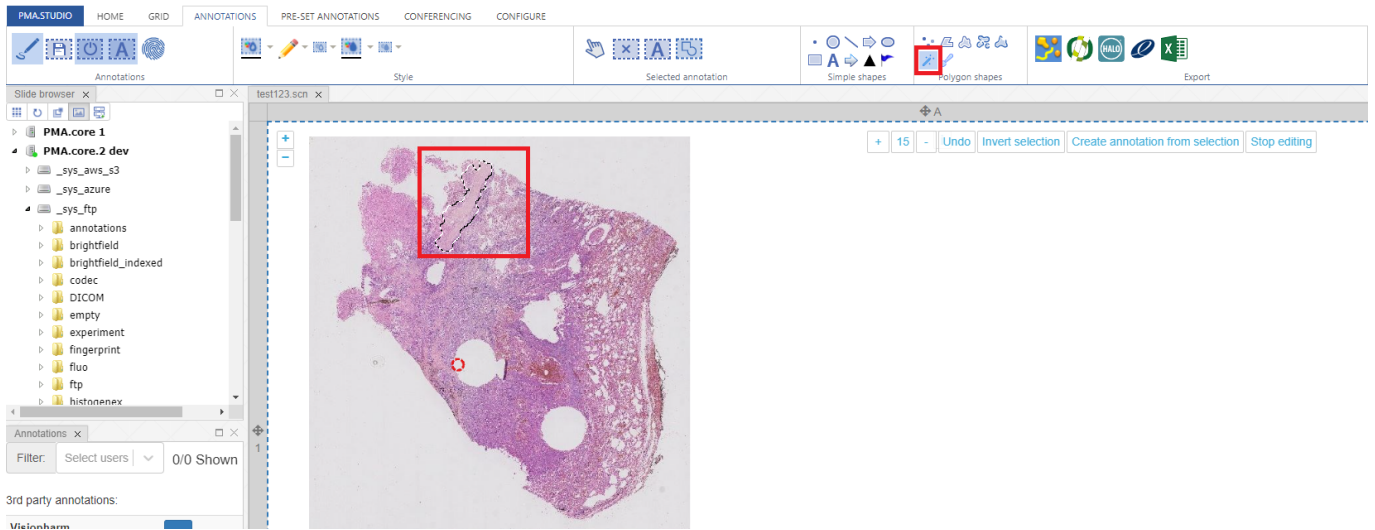 PMA.STUDIO HOME GRID ANNOTATIONS PRE-SET ANNOTATIONS CONFERENCING CONFIGURE
A A A HALO
Annotations Style Selected annotation Simple shapes Polygon shapes Export
Slide browser x test123.scn x
A
PMA.core 1
PMA.core.2 dev
_sys_aws_s3
_sys_azure
_sys_ftp
annotations
brightfield
brightfield_indexed
codec
DICOM
empty
experiment
fingerprint
fluo
ftp
histogenex
+ 15 - Undo Invert selection Create annotation from selection Stop editing
+
-
Annotations x
1
Filter: Select users 0/0 Shown
3rd party annotations:
Visiopharm